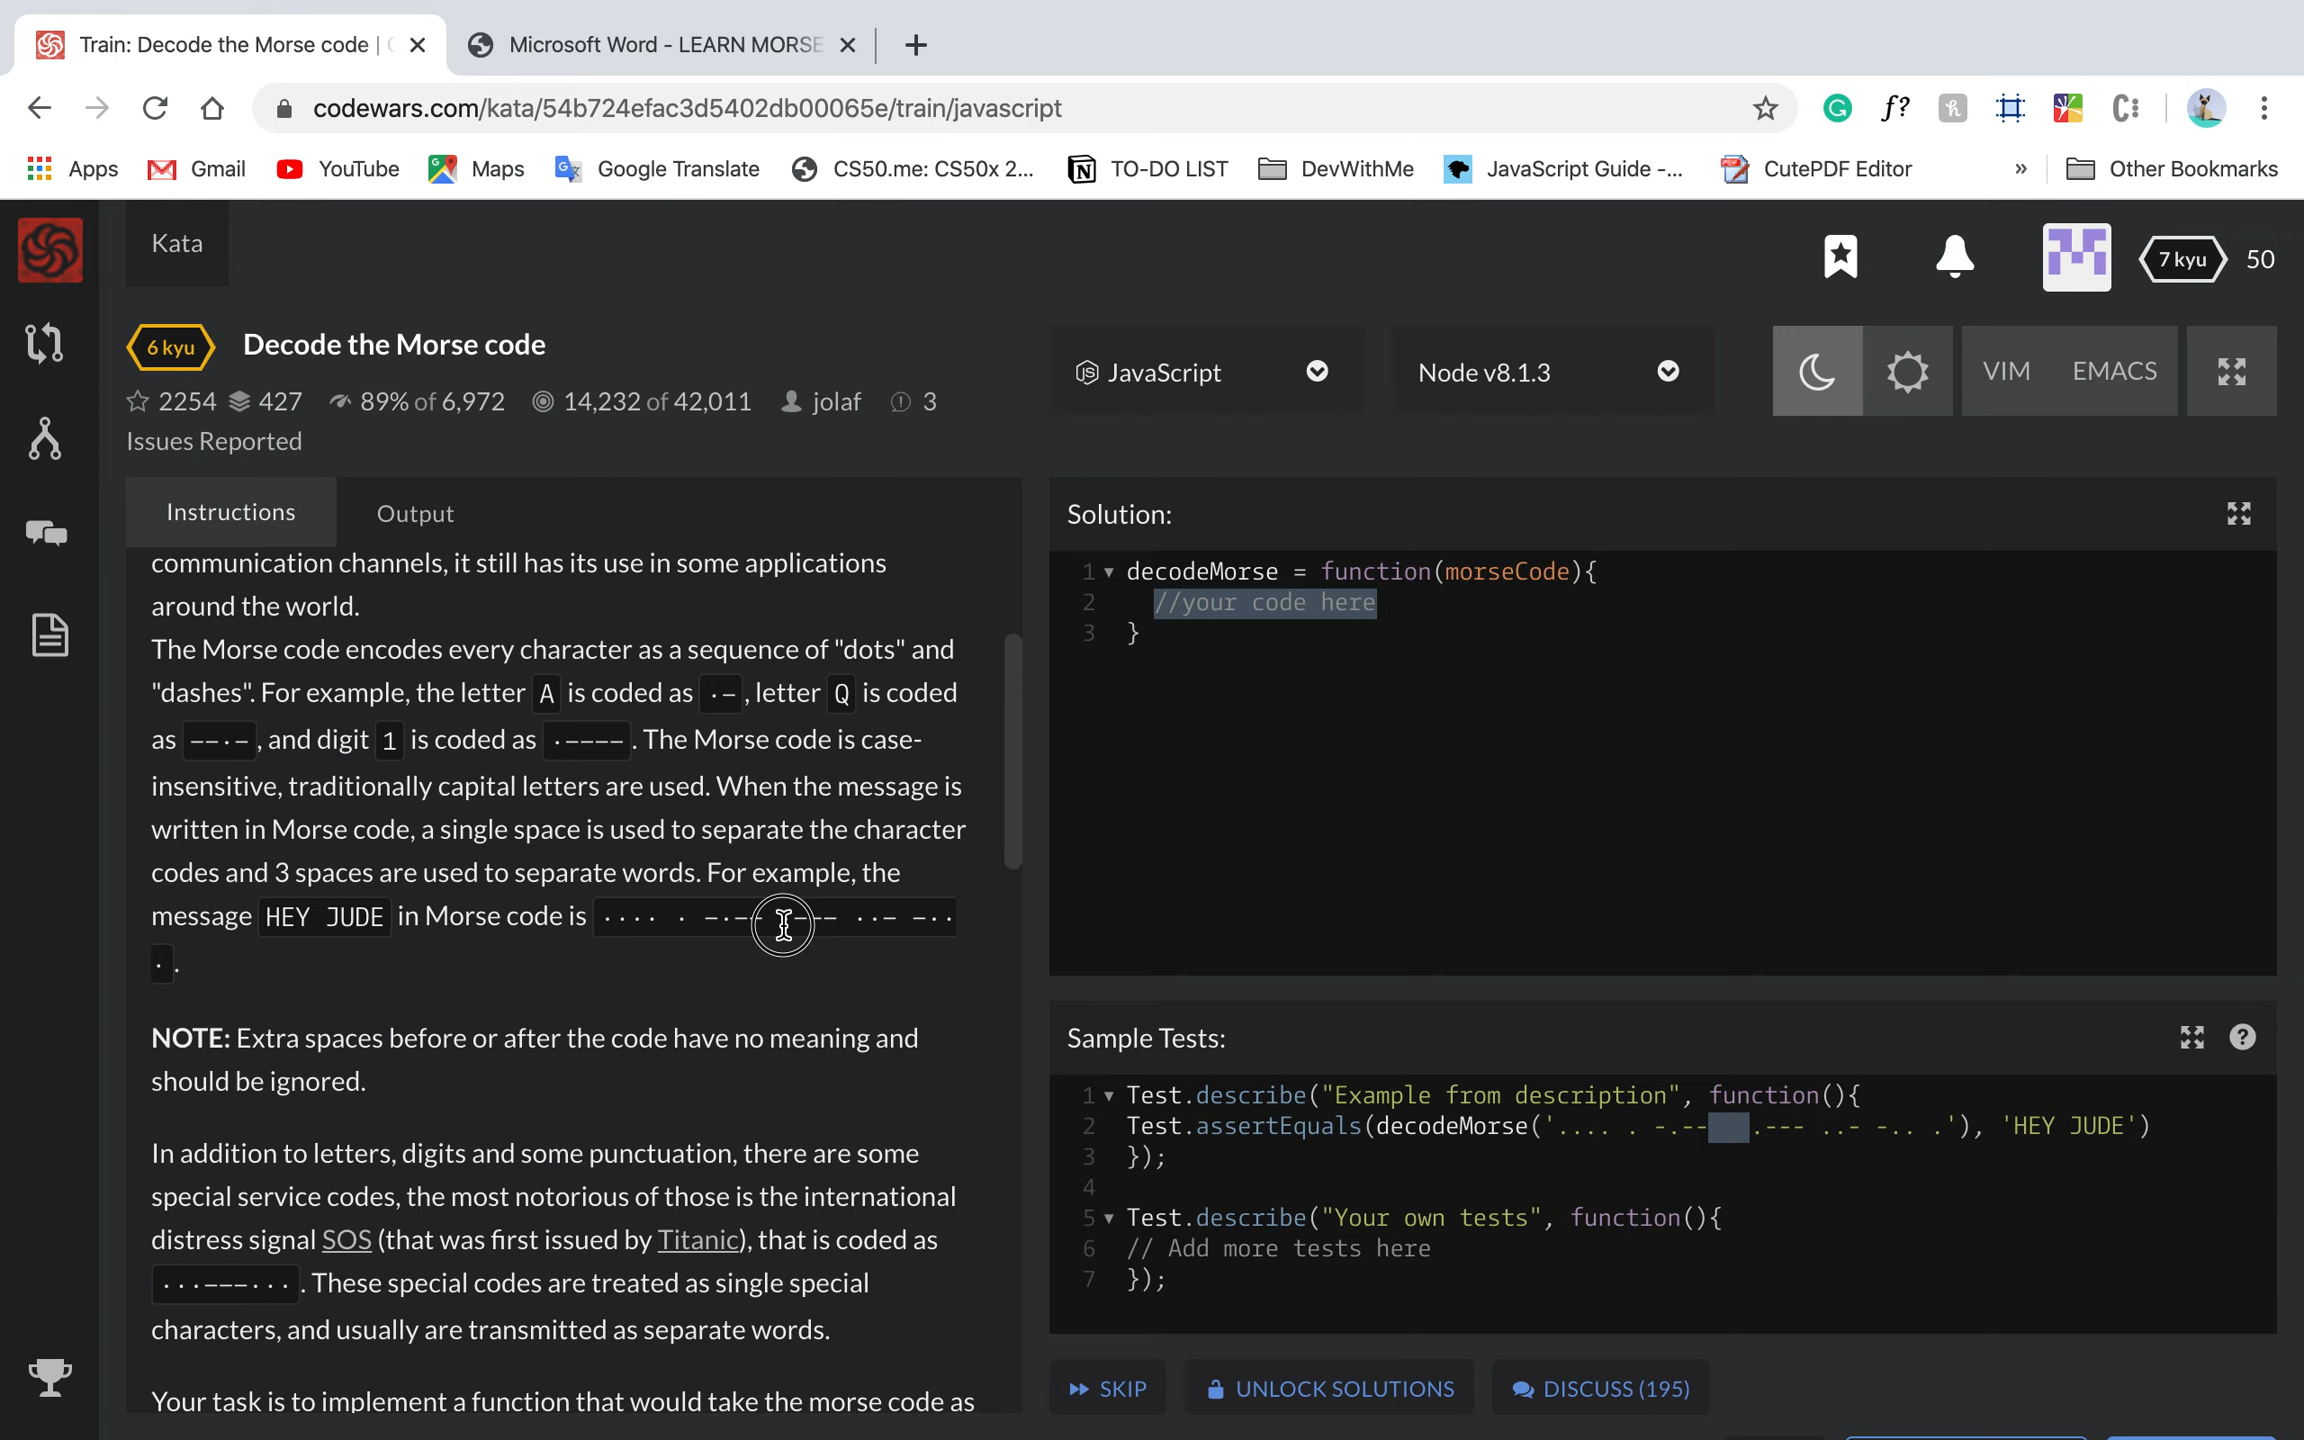 Train: Decode the Morse code |
Microsoft Word - LEARN MORSE
codewars.com/kata/54b724efac3d5402db00065e/train/javascript
f?
h
Apps
Gmail
YouTube
Maps
Google Translate
CS50.me: CS50x 2...
TO-DO LIST
DevWithMe
JavaScript Guide -...
CutePDF Editor
»
Other Bookmarks
Kata
7 kyu
50
6 kyu
Decode the Morse code
2254 427 89% of 6,972 14,232 of 42,011 jolaf 3
Issues Reported
JavaScript
Node v8.1.3
VIM
EMACS
Instructions
Output
communication channels, it still has its use in some applications
around the world.
The Morse code encodes every character as a sequence of "dots" and
"dashes". For example, the letter A is coded as ·−, letter Q is coded
as −−·−, and digit 1 is coded as ·−−−−. The Morse code is case-
insensitive, traditionally capital letters are used. When the message is
written in Morse code, a single space is used to separate the character
codes and 3 spaces are used to separate words. For example, the
message HEY JUDE in Morse code is ···· · −·−−   ·−−− ··− −··
·.
NOTE: Extra spaces before or after the code have no meaning and
should be ignored.
In addition to letters, digits and some punctuation, there are some
special service codes, the most notorious of those is the international
distress signal SOS (that was first issued by Titanic), that is coded as
···−−−···. These special codes are treated as single special
characters, and usually are transmitted as separate words.
Your task is to implement a function that would take the morse code as
Solution:
1 decodeMorse = function(morseCode){
2 //your code here
3 }
Sample Tests:
1 Test.describe("Example from description", function(){
2 Test.assertEquals(decodeMorse('.... . -.--   .--- ..- -.. .'), 'HEY JUDE')
3 });
4
5 Test.describe("Your own tests", function(){
6 // Add more tests here
7 });
SKIP
UNLOCK SOLUTIONS
DISCUSS (195)